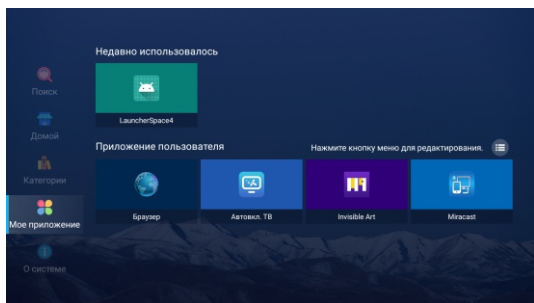 Недавно использовалось
Поиск
LauncherSpace4
Домой
Приложение пользователя
Нажмите кнопку меню для редактирования.
Категории
Браузер
Автовкл. ТВ
Invisible Art
Miracast
Мое приложение
О системе